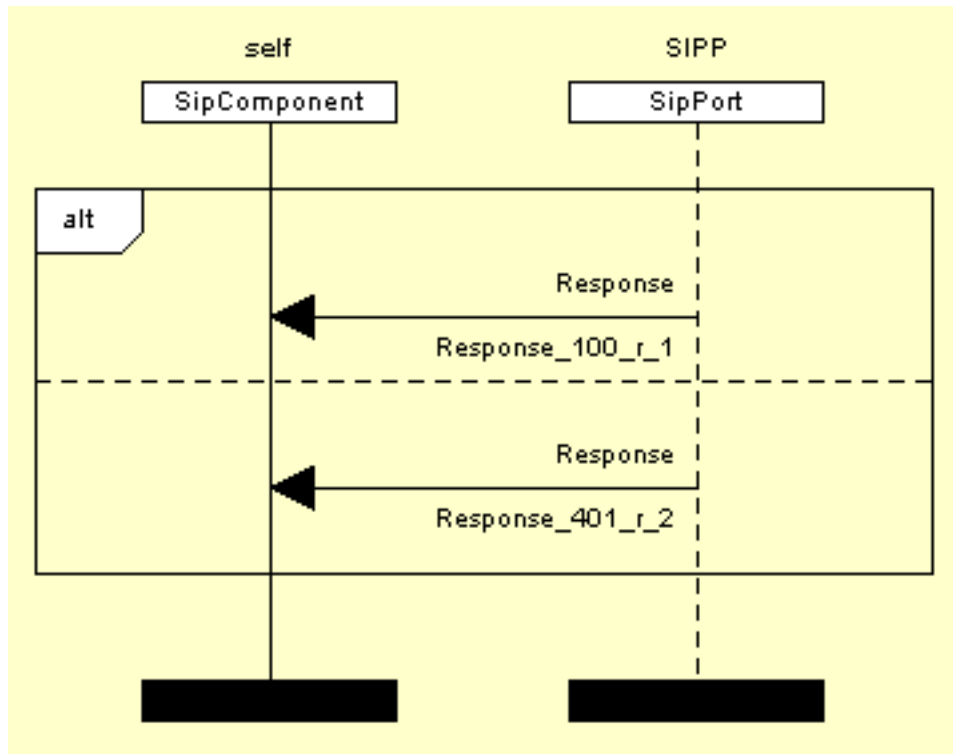 self SIPP
SipComponent SipPort
alt
Response
Response_100_r_1
Response
Response_401_r_2